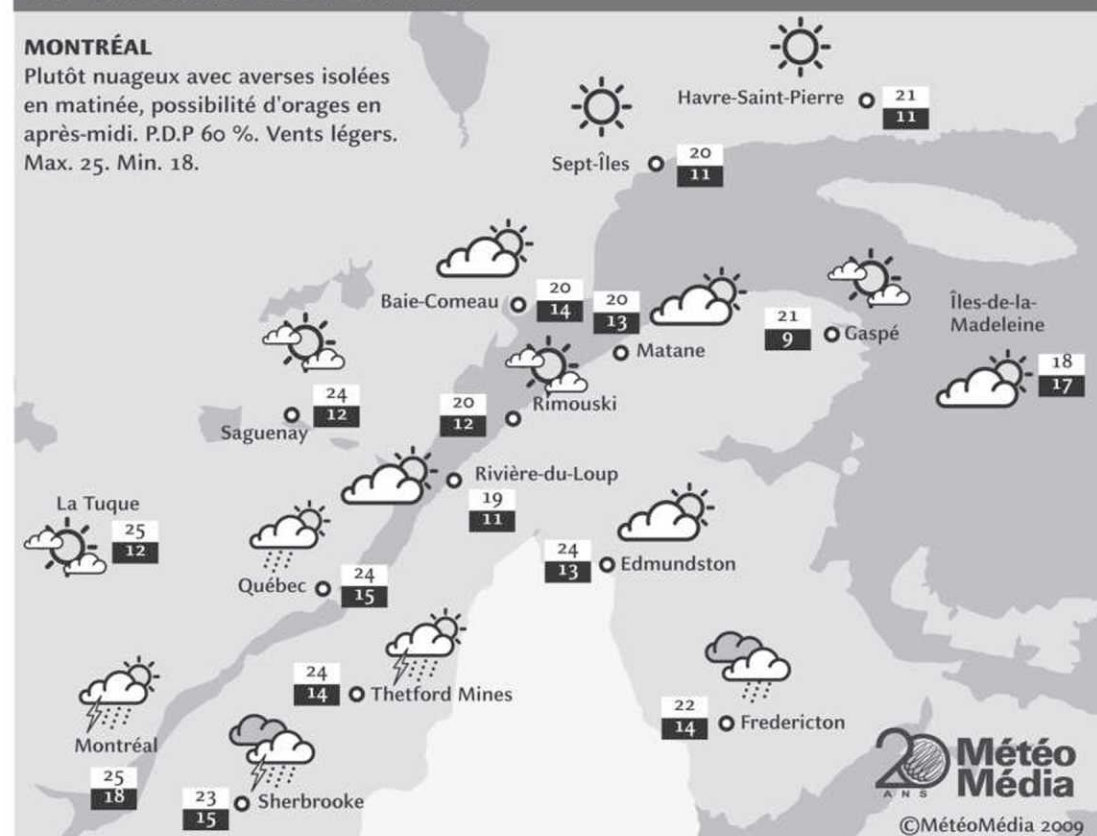 MONTRÉAL
Plutôt nuageux avec averses isolées
en matinée, possibilité d'orages en
après-midi. P.D.P 60 %. Vents légers.
Max. 25. Min. 18.
Havre-Saint-Pierre
21
11
Sept-Îles
20
11
Baie-Comeau
20
14
20
13
Matane
21
9
Gaspé
Îles-de-la-
Madeleine
18
17
24
12
Saguenay
20
12
Rimouski
Rivière-du-Loup
19
11
La Tuque
25
12
Québec
24
15
24
13
Edmundston
24
14
Thetford Mines
22
14
Fredericton
Montréal
25
18
23
15
Sherbrooke
20
ANS
Météo
Média
©MétéoMédia 2009